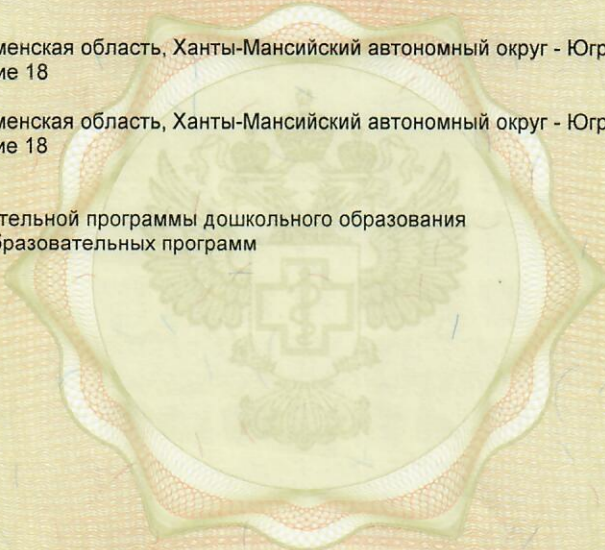 менская область, Ханты-Мансийский автономный округ - Югр
ие 18
менская область, Ханты-Мансийский автономный округ - Югр
ие 18
тельной программы дошкольного образования
бразовательных программ